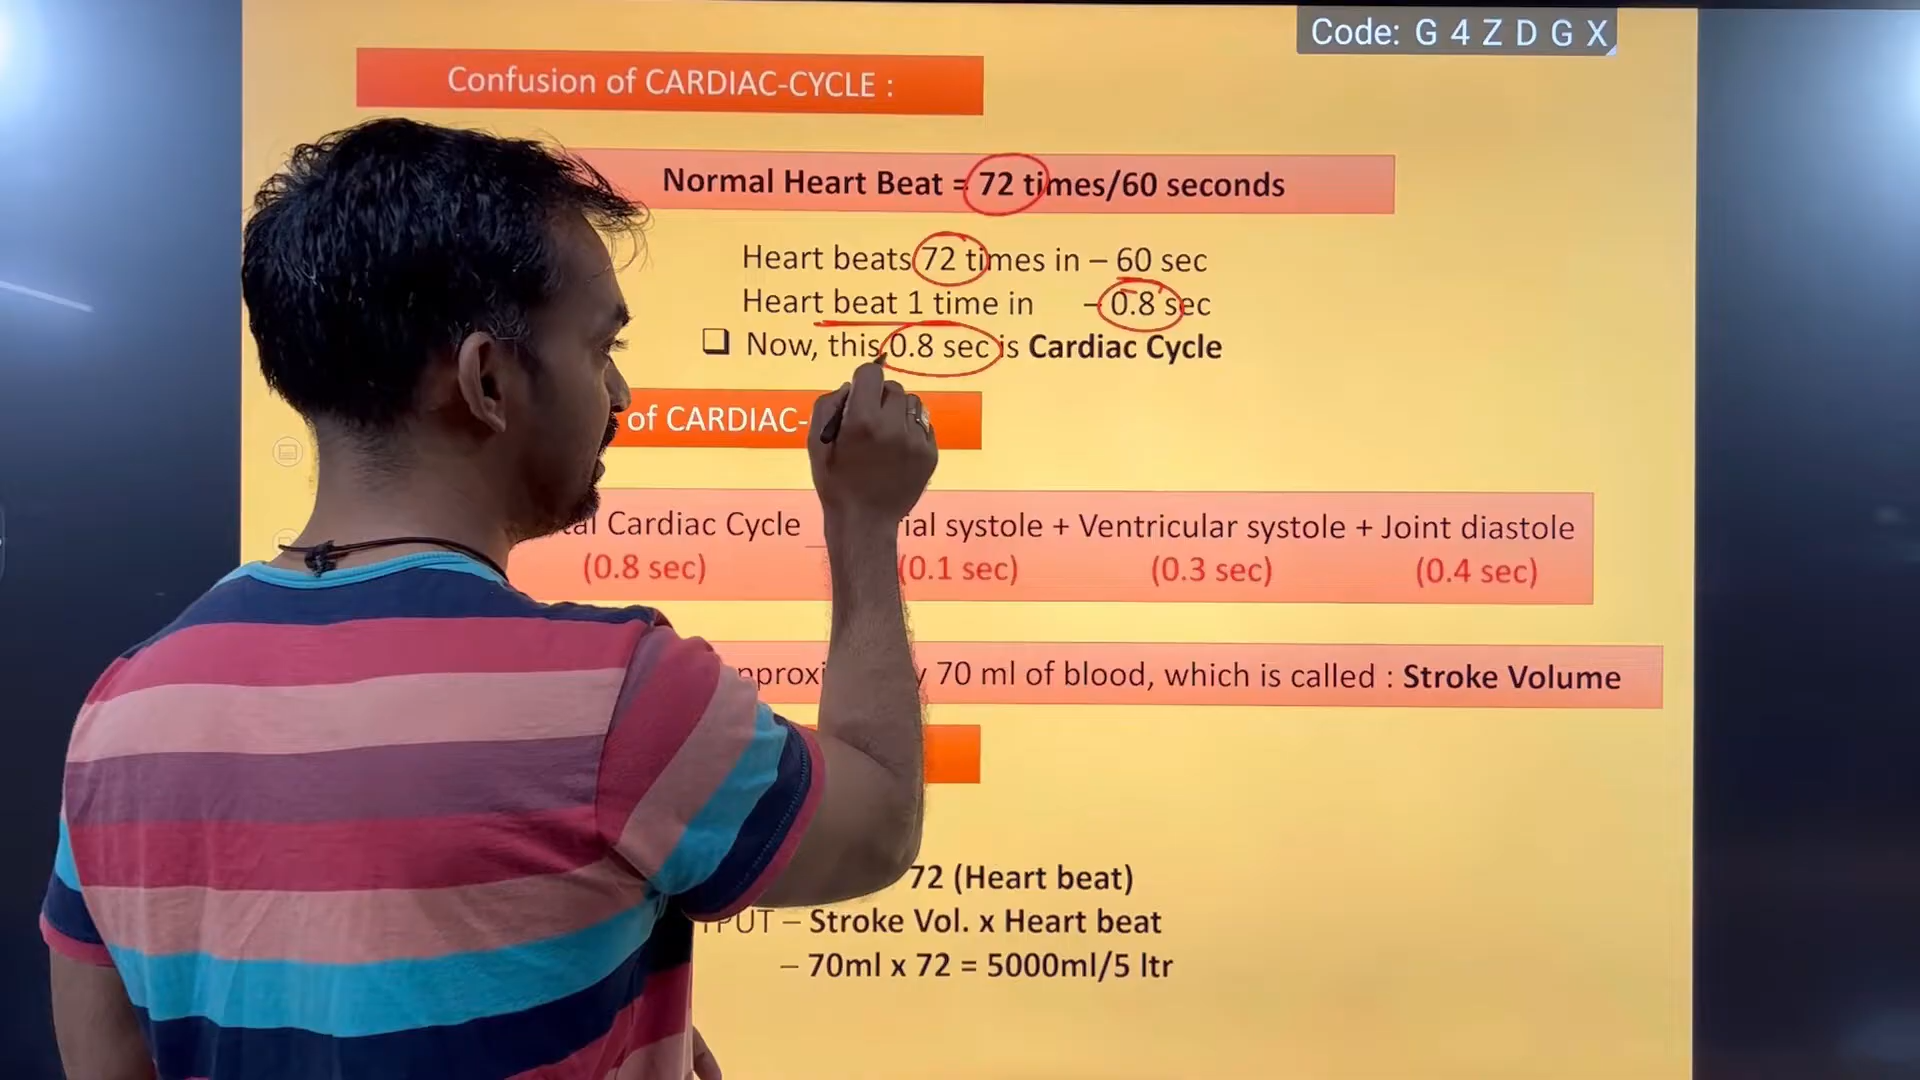 Code: G 4 Z D G X
Confusion of CARDIAC-CYCLE :
Normal Heart Beat = 72 times/60 seconds
Heart beats 72 times in – 60 sec
Heart beat 1 time in – 0.8 sec
Now, this 0.8 sec is Cardiac Cycle
of CARDIAC-
Cardiac Cycle systole + Ventricular systole + Joint diastole
(0.8 sec) (0.1 sec) (0.3 sec) (0.4 sec)
70 ml of blood, which is called : Stroke Volume
72 (Heart beat)
– Stroke Vol. x Heart beat
– 70ml x 72 = 5000ml/5 ltr